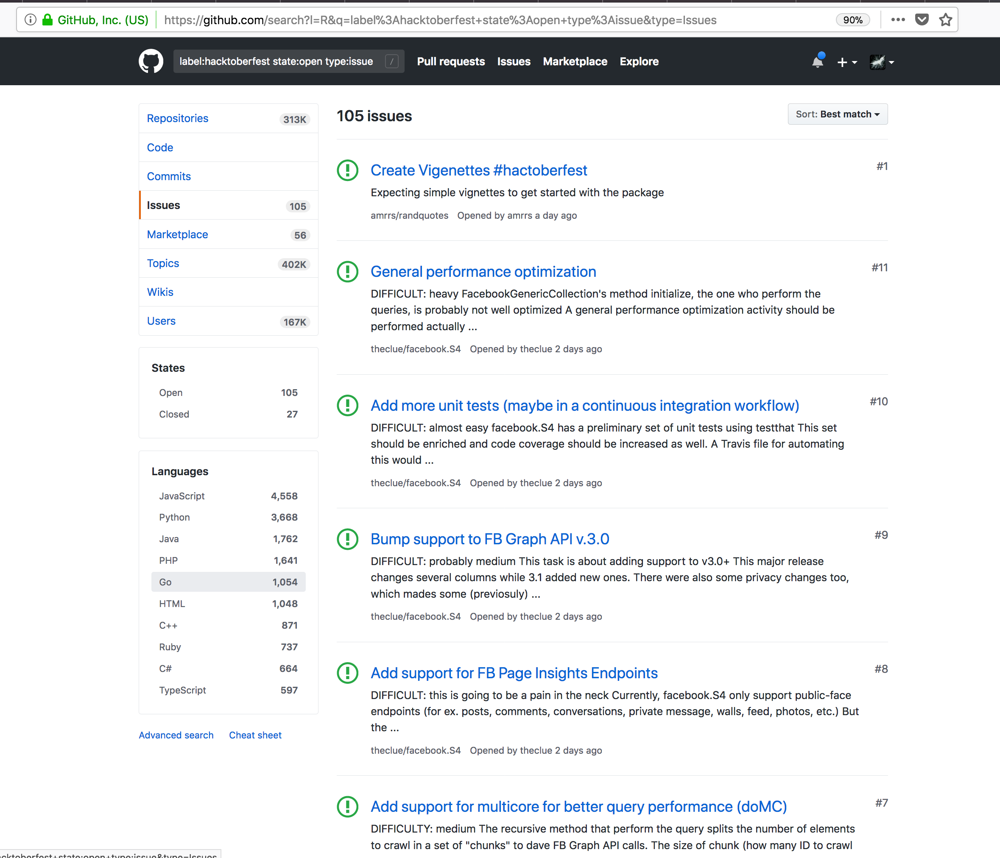 GitHub, Inc. (US) https://github.com/search?l=R&q=label%3Ahacktoberfest+state%3Aopen+type%3Aissue&type=Issues 90%
label:hacktoberfest state:open type:issue / Pull requests Issues Marketplace Explore
Repositories 313K
Code
Commits
Issues 105
Marketplace 56
Topics 402K
Wikis
Users 167K
States
Open 105
Closed 27
Languages
JavaScript 4,558
Python 3,668
Java 1,762
PHP 1,641
Go 1,054
HTML 1,048
C++ 871
Ruby 737
C# 664
TypeScript 597
Advanced search Cheat sheet
105 issues
Sort: Best match
Create Vigenettes #hactoberfest #1
Expecting simple vignettes to get started with the package
amrrs/randquotes Opened by amrrs a day ago
General performance optimization #11
DIFFICULT: heavy FacebookGenericCollection's method initialize, the one who perform the
queries, is probably not well optimized A general performance optimization activity should be
performed actually ...
theclue/facebook.S4 Opened by theclue 2 days ago
Add more unit tests (maybe in a continuous integration workflow) #10
DIFFICULT: almost easy facebook.S4 has a preliminary set of unit tests using testthat This set
should be enriched and code coverage should be increased as well. A Travis file for automating
this would ...
theclue/facebook.S4 Opened by theclue 2 days ago
Bump support to FB Graph API v.3.0 #9
DIFFICULT: probably medium This task is about adding support to v3.0+ This major release
changes several columns while 3.1 added new ones. There were also some privacy changes too,
which mades some (previosuly) ...
theclue/facebook.S4 Opened by theclue 2 days ago
Add support for FB Page Insights Endpoints #8
DIFFICULT: this is going to be a pain in the neck Currently, facebook.S4 only support public-face
endpoints (for ex. posts, comments, conversations, private message, walls, feed, photos, etc.) But
the ...
theclue/facebook.S4 Opened by theclue 2 days ago
Add support for multicore for better query performance (doMC) #7
DIFFICULTY: medium The recursive method that perform the query splits the number of elements
to crawl in a set of "chunks" to dave FB Graph API calls. The size of chunk (how many ID to crawl
cktoberfest+state:open+type:issue&type=Issues